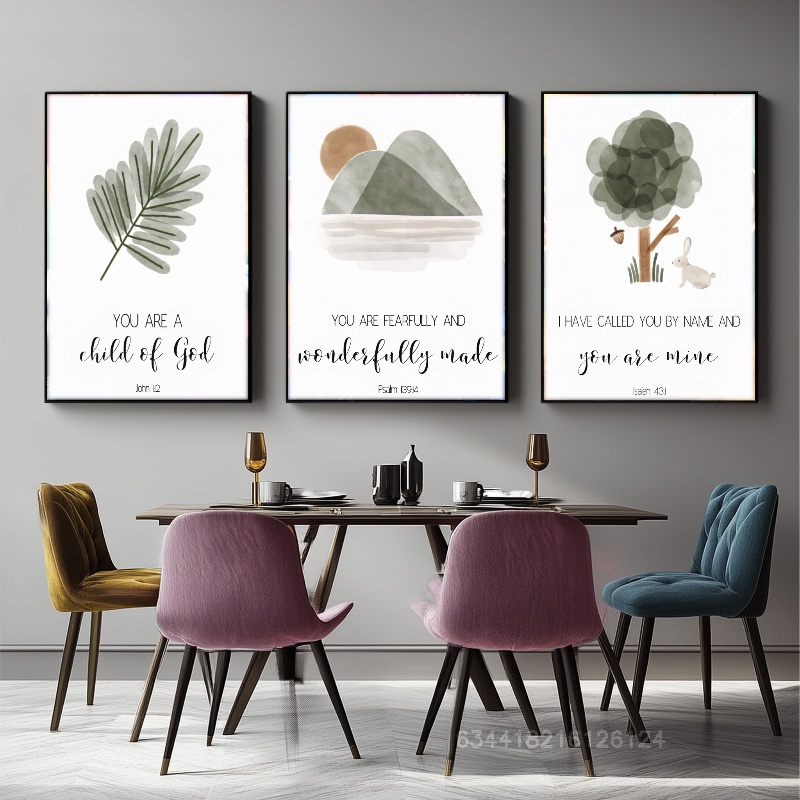 YOU ARE A
child of God
John 1:12
YOU ARE FEARFULLY AND
wonderfully made
Psalm 139:14
I HAVE CALLED YOU BY NAME AND
you are mine
Isaiah 43:1
634418216126124